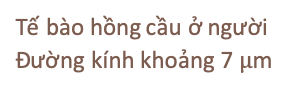 Tế bào hồng cầu ở người
Đường kính khoảng 7 µm